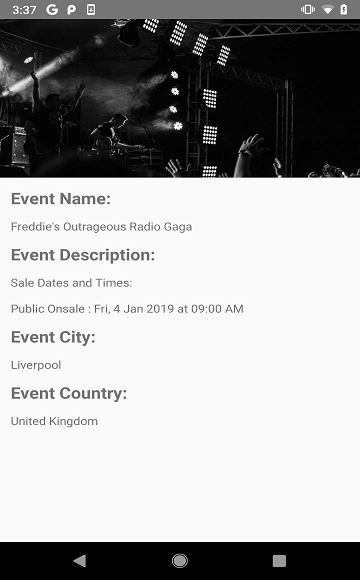 3:37
Event Name:
Freddie's Outrageous Radio Gaga
Event Description:
Sale Dates and Times:
Public Onsale : Fri, 4 Jan 2019 at 09:00 AM
Event City:
Liverpool
Event Country:
United Kingdom